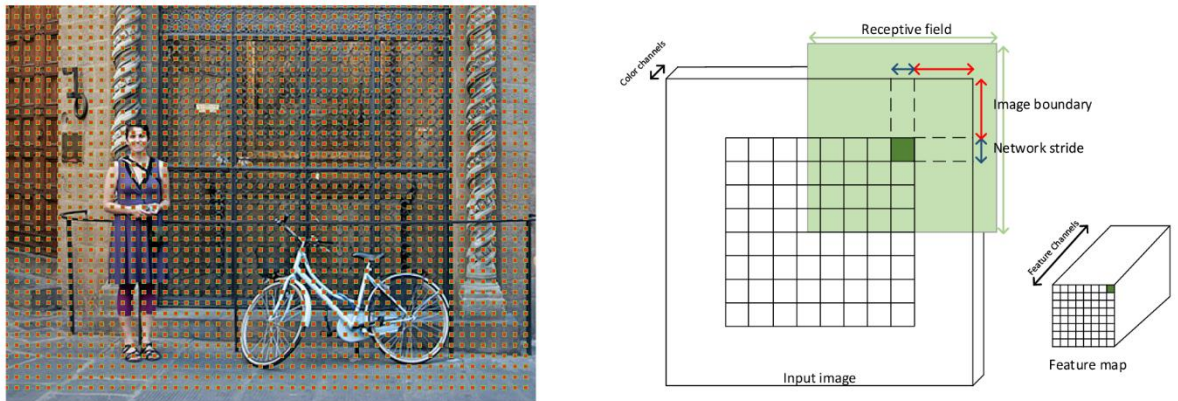 Receptive field
Color channels
Image boundary
Network stride
Feature Channels
Input image
Feature map